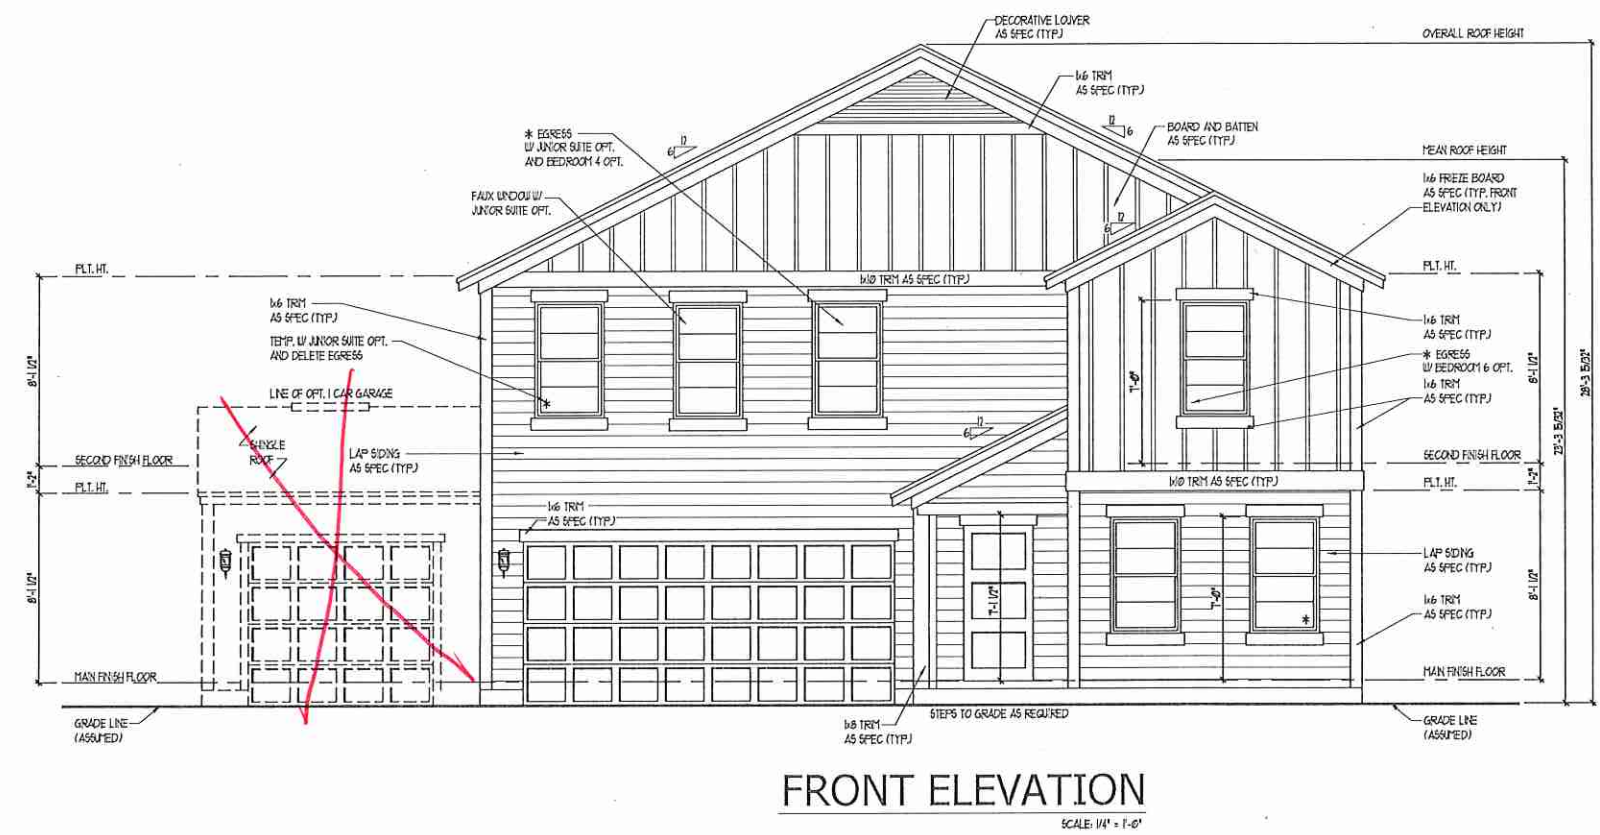 DECORATIVE LOUVER
AS SPEC (TYP.)
OVERALL ROOF HEIGHT
1x6 TRIM
AS SPEC (TYP.)
12
6
BOARD AND BATTEN
AS SPEC (TYP.)
* EGRESS
W/ JUNIOR SUITE OPT.
AND BEDROOM 4 OPT.
12
6
MEAN ROOF HEIGHT
1x6 FRIEZE BOARD
AS SPEC (TYP. FRONT
ELEVATION ONLY)
FAUX WINDOW W/
JUNIOR SUITE OPT.
12
6
PLT. HT.
PLT. HT.
1x10 TRIM AS SPEC (TYP.)
1x6 TRIM
AS SPEC (TYP.)
1x6 TRIM
AS SPEC (TYP.)
TEMP. W/ JUNIOR SUITE OPT.
AND DELETE EGRESS
* EGRESS
W/ BEDROOM 6 OPT.
1x6 TRIM
AS SPEC (TYP.)
8'-1 1/2"
7'-0"
8'-1 1/2"
28'-3 15/32"
LINE OF OPT. 1 CAR GARAGE
*
12
6
SHINGLE
ROOF
LAP SIDING
AS SPEC (TYP.)
23'-3 15/32"
SECOND FINISH FLOOR
SECOND FINISH FLOOR
1'-2"
1'-2"
PLT. HT.
PLT. HT.
1x10 TRIM AS SPEC (TYP.)
1x6 TRIM
AS SPEC (TYP.)
LAP SIDING
AS SPEC (TYP.)
8'-1 1/2"
7'-1 1/2"
7'-0"
8'-1 1/2"
1x6 TRIM
AS SPEC (TYP.)
*
MAIN FINISH FLOOR
MAIN FINISH FLOOR
GRADE LINE
(ASSUMED)
1x8 TRIM
AS SPEC (TYP.)
STEPS TO GRADE AS REQUIRED
GRADE LINE
(ASSUMED)
FRONT ELEVATION
SCALE: 1/4" = 1'-0"